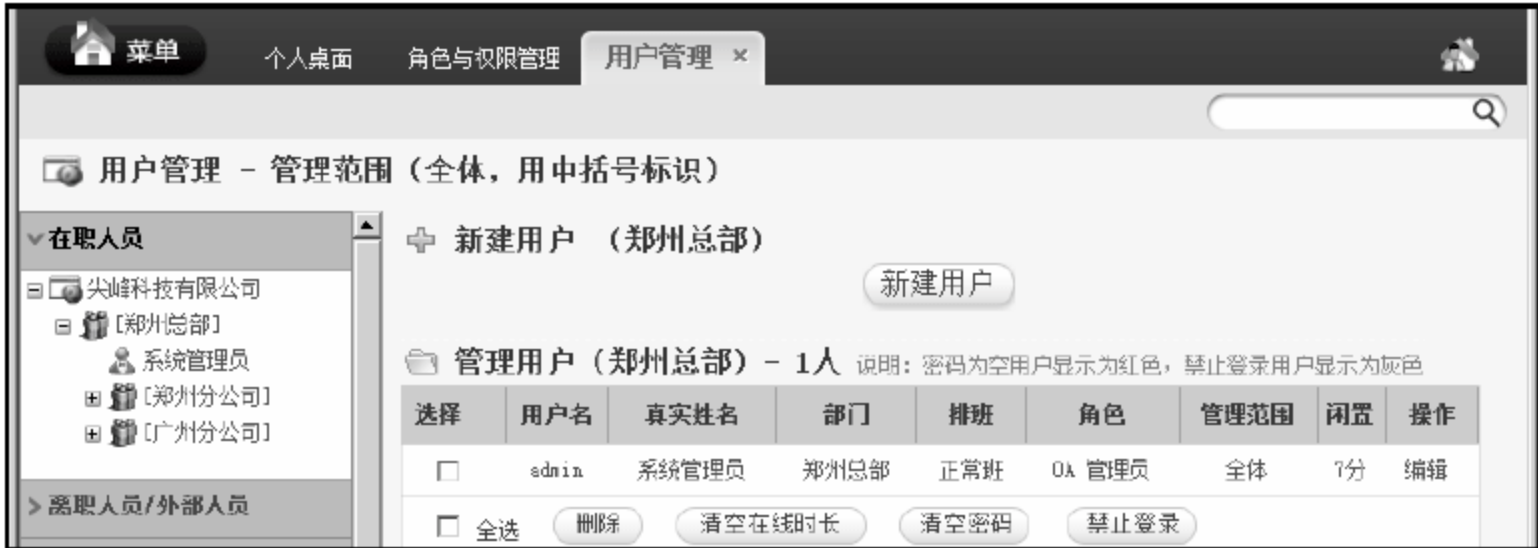 菜单 个人桌面 角色与权限管理 用户管理 ×
用户管理 - 管理范围（全体，用中括号标识）
在职人员
尖峰科技有限公司
[郑州总部]
系统管理员
[郑州分公司]
[广州分公司]
离职人员/外部人员
新建用户 （郑州总部）
新建用户
管理用户（郑州总部）- 1人 说明：密码为空用户显示为红色，禁止登录用户显示为灰色
选择 用户名 真实姓名 部门 排班 角色 管理范围 闲置 操作
admin 系统管理员 郑州总部 正常班 OA 管理员 全体 7分 编辑
全选 删除 清空在线时长 清空密码 禁止登录